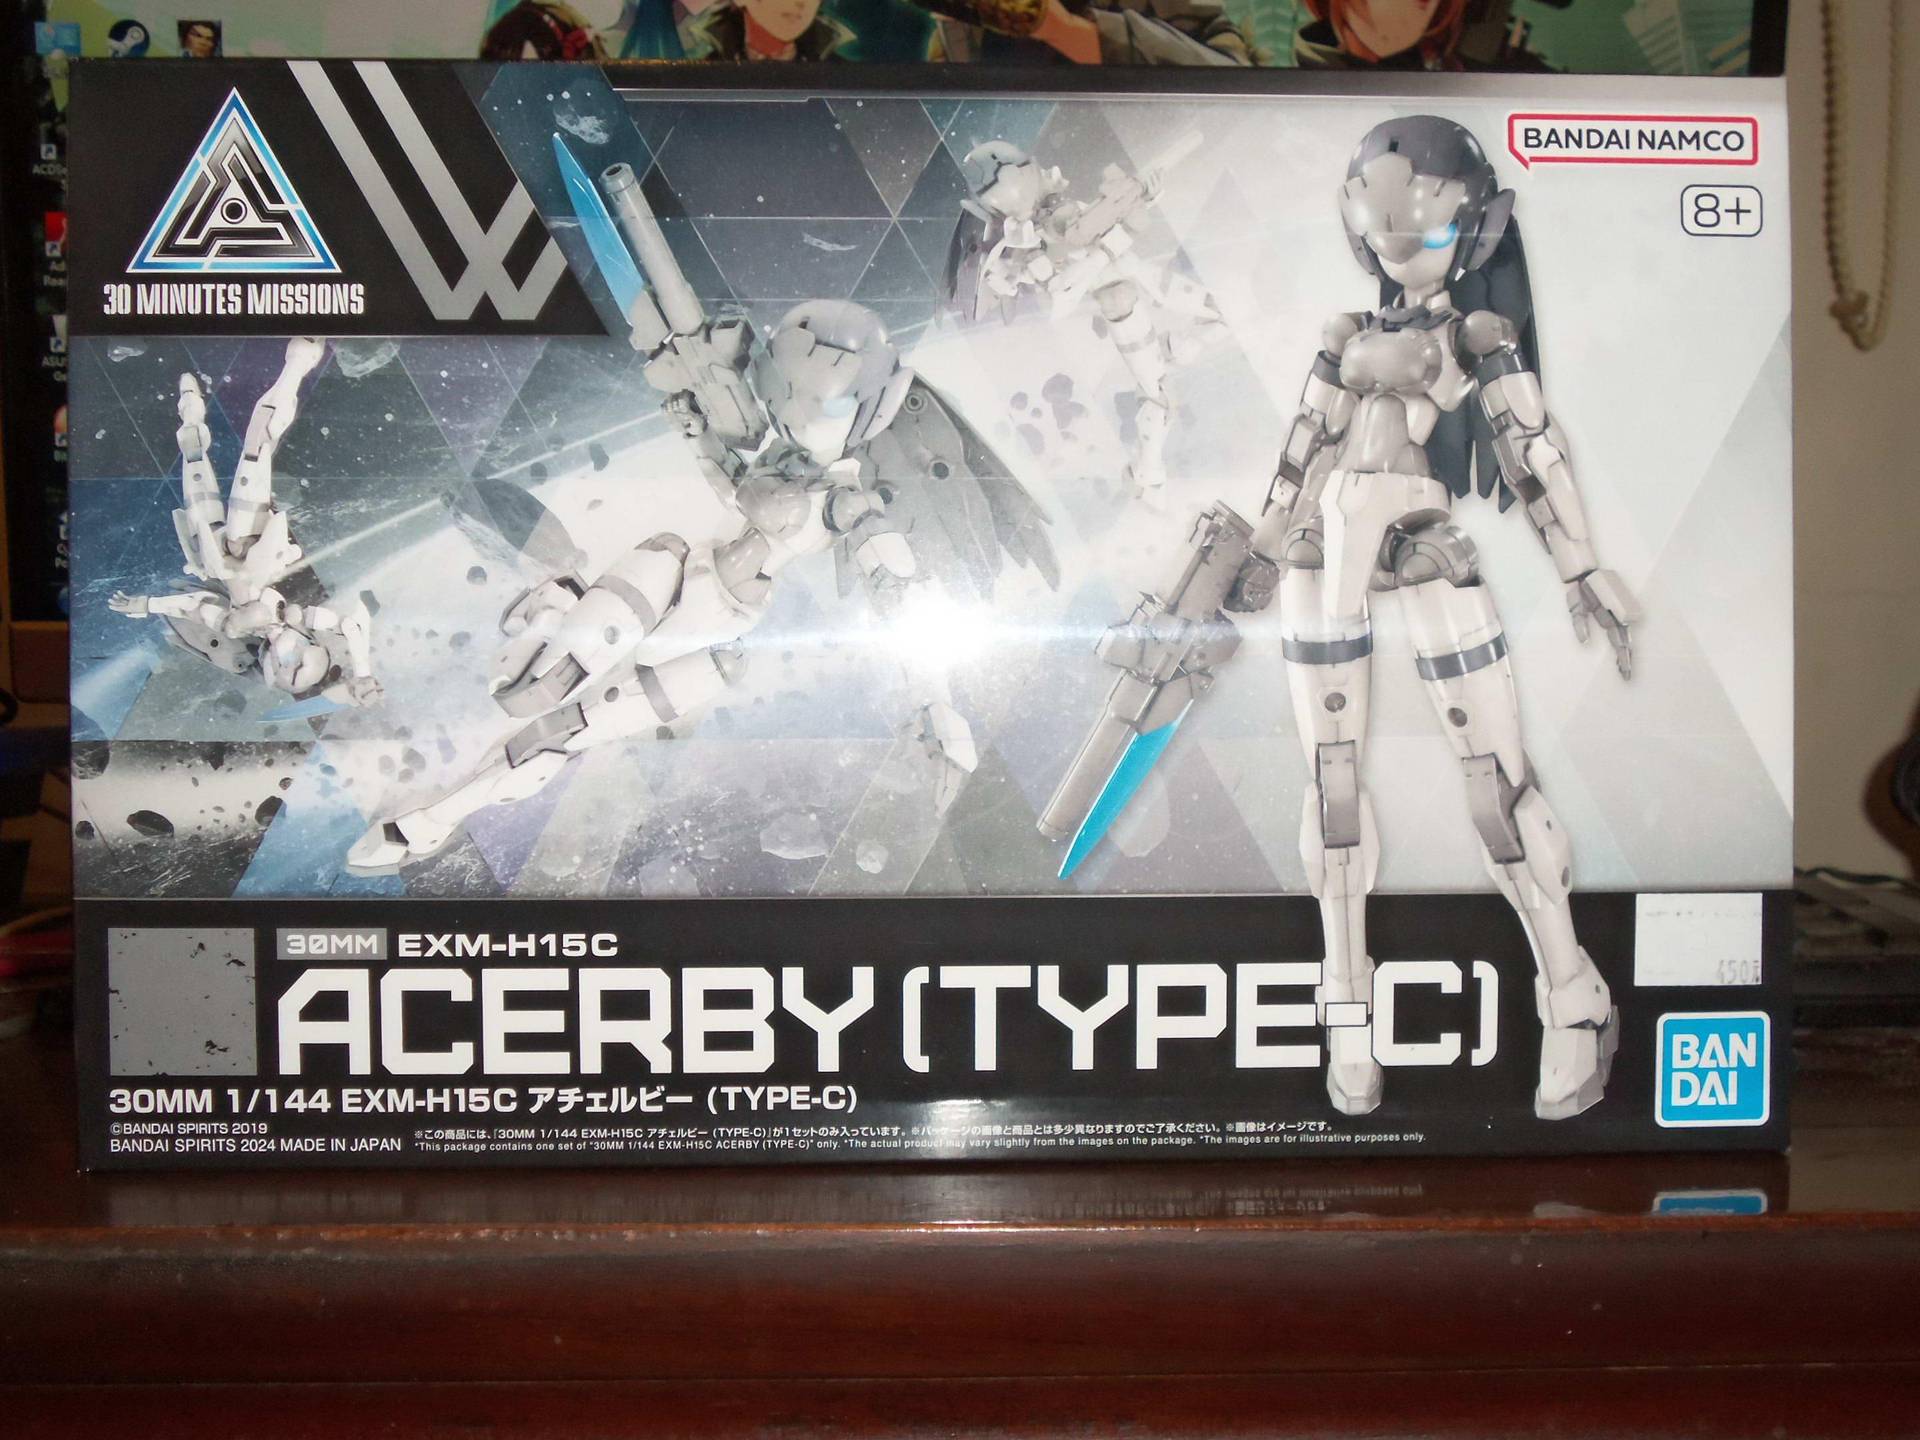 30 MINUTES MISSIONS
BANDAI NAMCO
8+
30MM EXM-H15C
ACERBY (TYPE-C)
30MM 1/144 EXM-H15C アチェルビー (TYPE-C)
©BANDAI SPIRITS 2019
BANDAI SPIRITS 2024 MADE IN JAPAN
※この商品には、『30MM 1/144 EXM-H15C アチェルビー (TYPE-C)』が1セットのみ入っています。※パッケージの画像と商品とは多少異なりますのでご了承ください。※画像はイメージです。
*This package contains one set of "30MM 1/144 EXM-H15C ACERBY (TYPE-C)" only. *The actual product may vary slightly from the images on the package. *The images are for illustrative purposes only.
450元
BAN
DAI